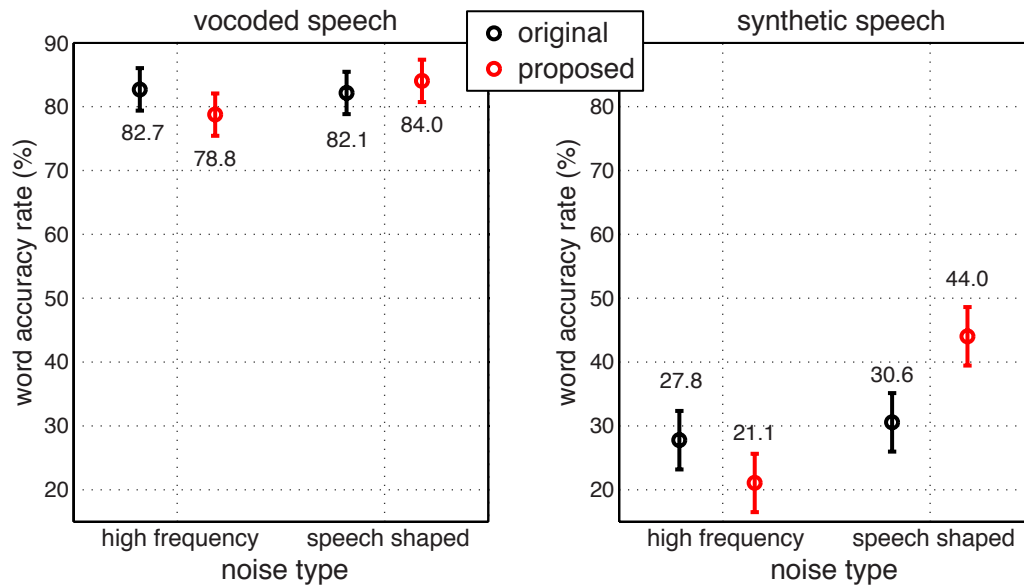 vocoded speech
synthetic speech
original
proposed
word accuracy rate (%)
90
80
70
60
50
40
30
20
82.7
78.8
82.1
84.0
high frequency
speech shaped
noise type
word accuracy rate (%)
27.8
21.1
30.6
44.0
high frequency
speech shaped
noise type
90
80
70
60
50
40
30
20